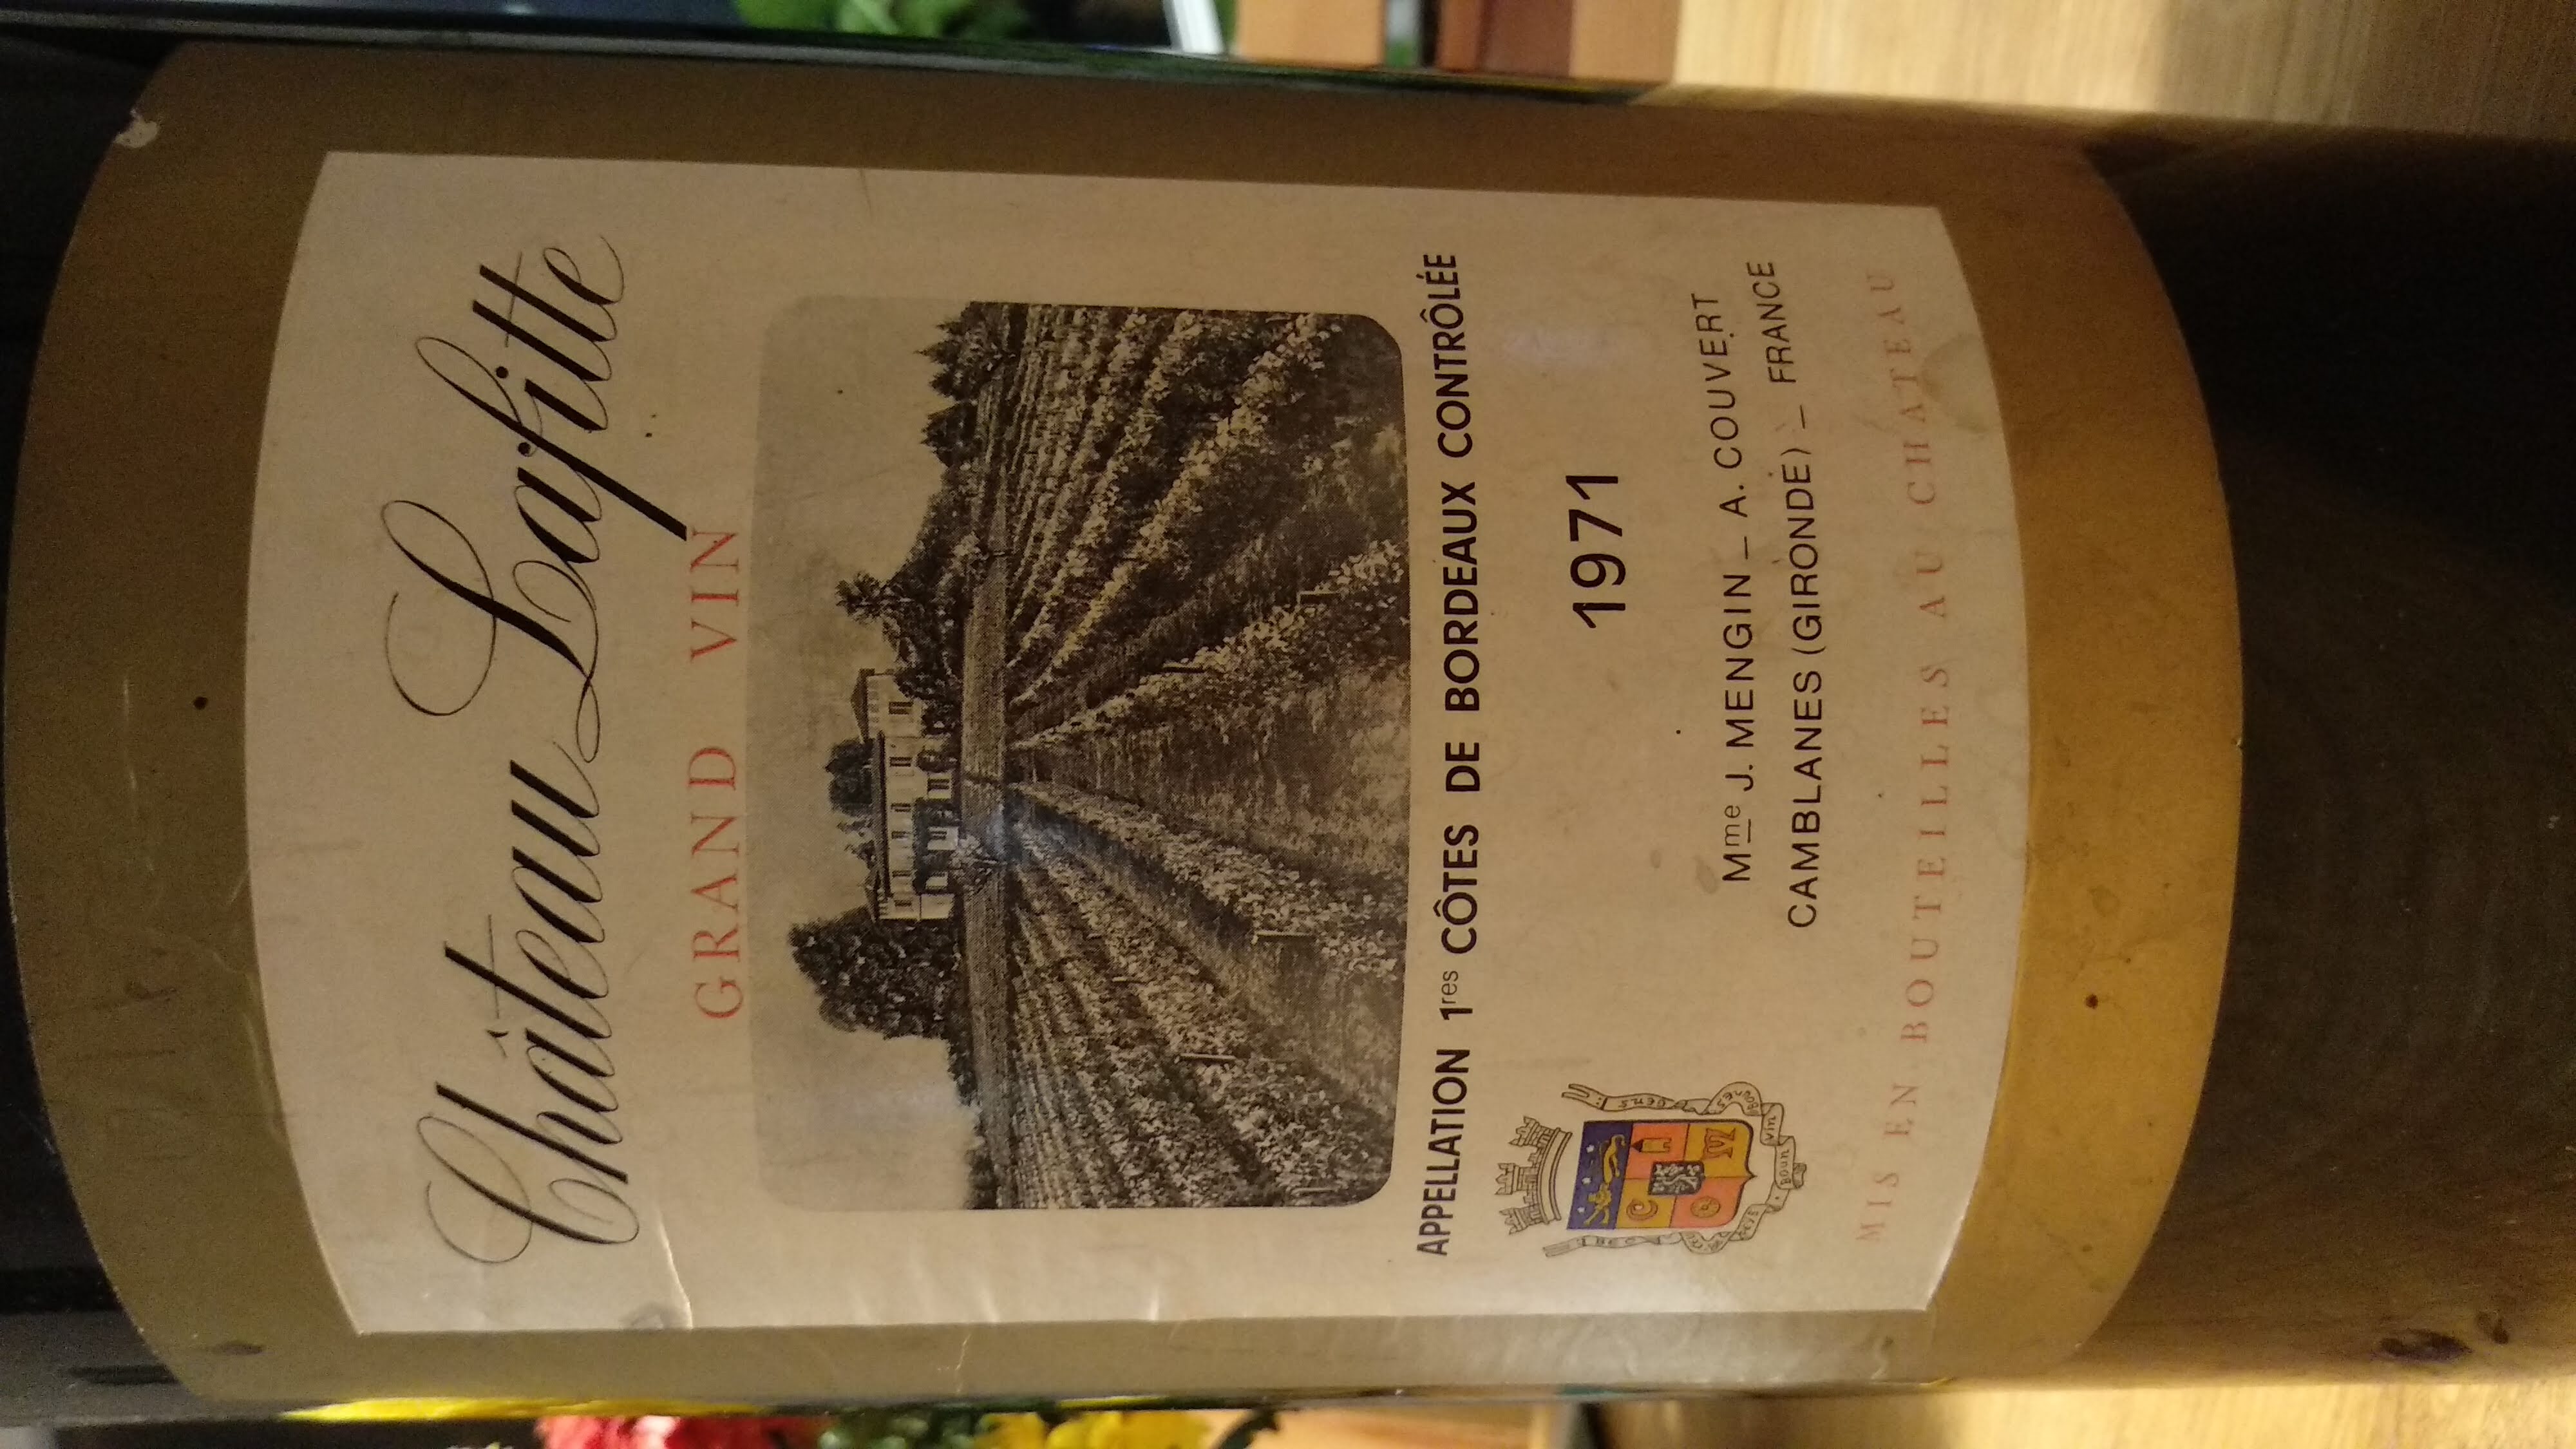 Château Lafitte
GRAND VIN
APPELLATION 1res CÔTES DE BORDEAUX CONTRÔLÉE
1971
Mme J. MENGIN _ A. COUVERT
CAMBLANES (GIRONDE) _ FRANCE
MIS EN BOUTEILLES AU CHATEAU